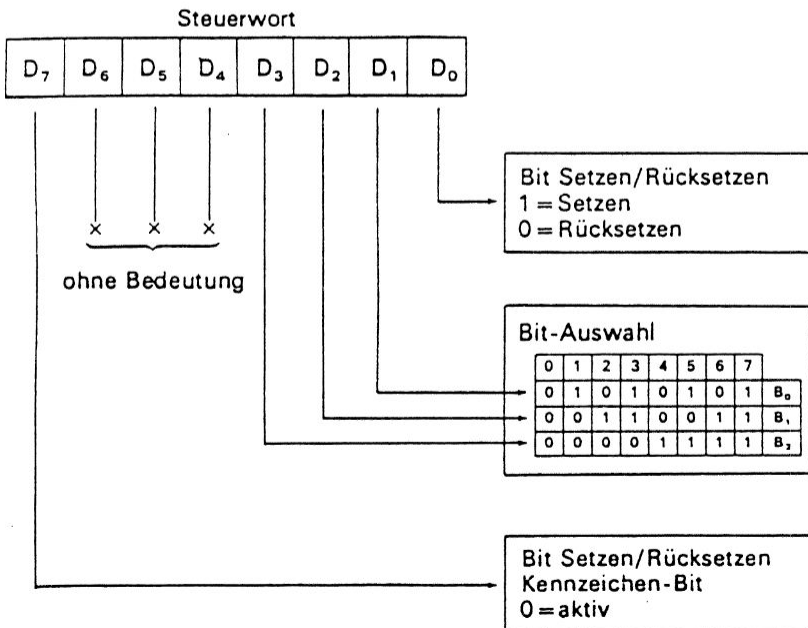 Steuerwort
D₇ D₆ D₅ D₄ D₃ D₂ D₁ D₀
Bit Setzen/Rücksetzen
1 = Setzen
0 = Rücksetzen
× × ×
ohne Bedeutung
Bit-Auswahl
0 1 2 3 4 5 6 7
0 1 0 1 0 1 0 1 B₀
0 0 1 1 0 0 1 1 B₁
0 0 0 0 1 1 1 1 B₂
Bit Setzen/Rücksetzen
Kennzeichen-Bit
0 = aktiv